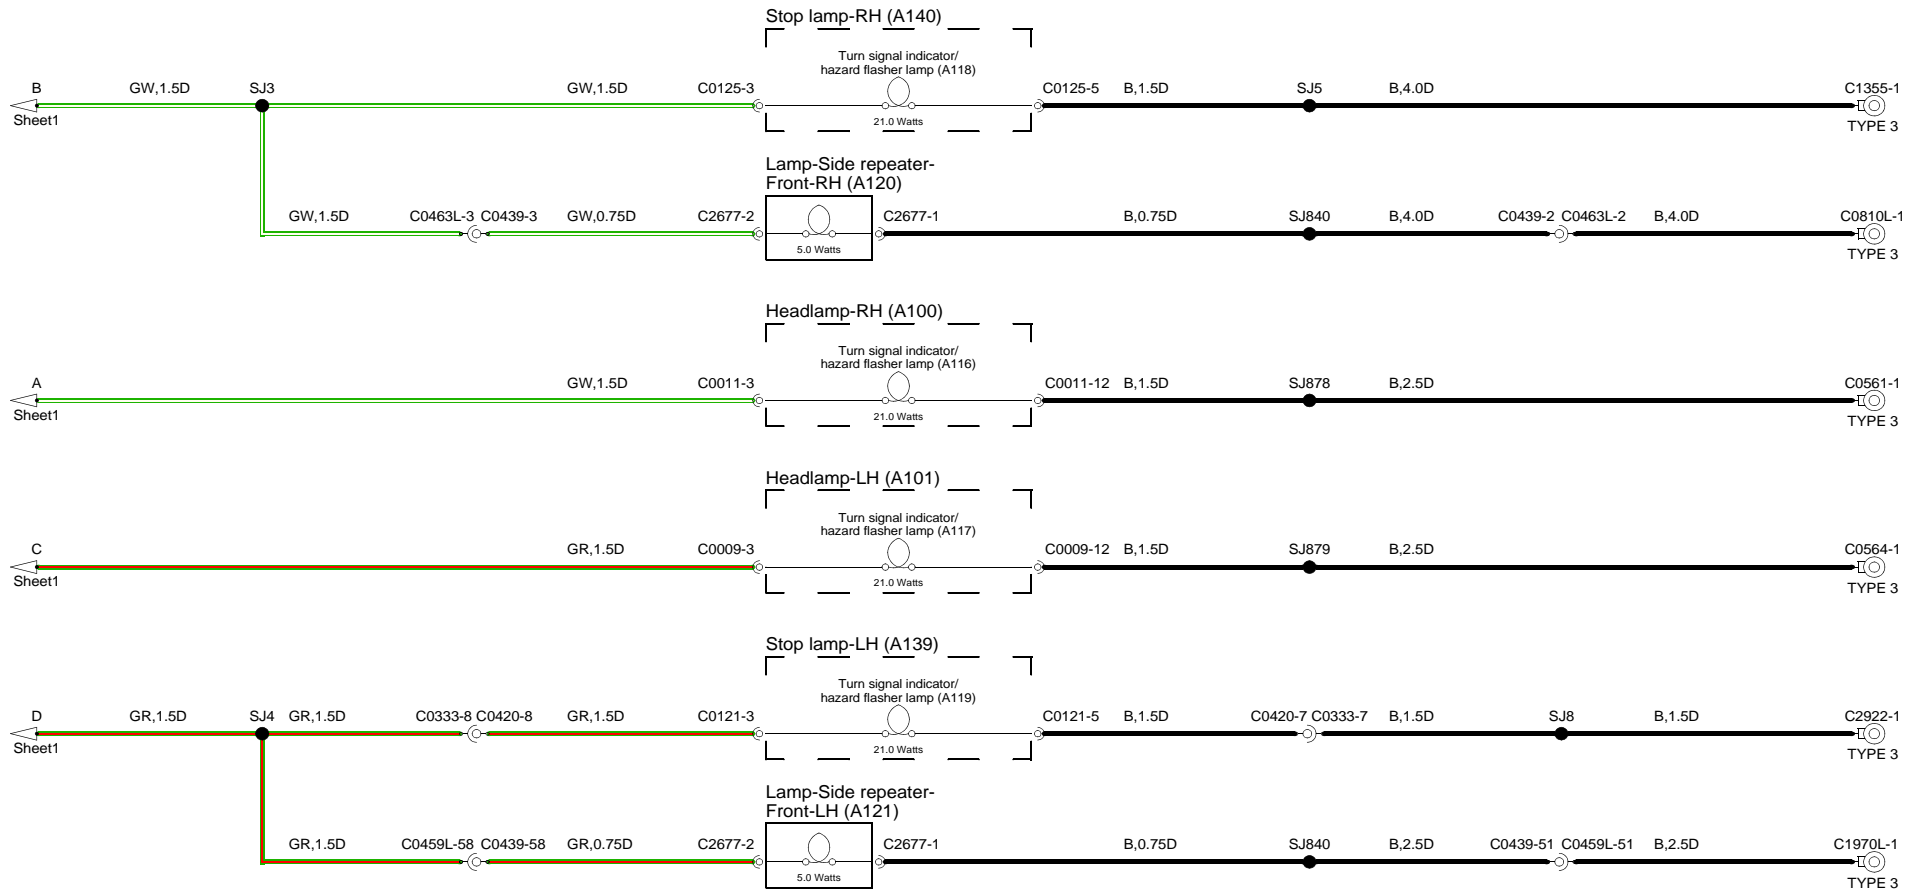 Stop lamp-RH (A140)
Turn signal indicator/
hazard flasher lamp (A118)
B GW,1.5D SJ3 GW,1.5D C0125-3 C0125-5 B,1.5D SJ5 B,4.0D C1355-1
Sheet1 21.0 Watts TYPE 3
Lamp-Side repeater-
Front-RH (A120)
GW,1.5D C0463L-3 C0439-3 GW,0.75D C2677-2 C2677-1 B,0.75D SJ840 B,4.0D C0439-2 C0463L-2 B,4.0D C0810L-1
5.0 Watts TYPE 3
Headlamp-RH (A100)
Turn signal indicator/
hazard flasher lamp (A116)
A GW,1.5D C0011-3 C0011-12 B,1.5D SJ878 B,2.5D C0561-1
Sheet1 21.0 Watts TYPE 3
Headlamp-LH (A101)
Turn signal indicator/
hazard flasher lamp (A117)
C GR,1.5D C0009-3 C0009-12 B,1.5D SJ879 B,2.5D C0564-1
Sheet1 21.0 Watts TYPE 3
Stop lamp-LH (A139)
Turn signal indicator/
hazard flasher lamp (A119)
D GR,1.5D SJ4 GR,1.5D C0333-8 C0420-8 GR,1.5D C0121-3 C0121-5 B,1.5D C0420-7 C0333-7 B,1.5D SJ8 B,1.5D C2922-1
Sheet1 21.0 Watts TYPE 3
Lamp-Side repeater-
Front-LH (A121)
GR,1.5D C0459L-58 C0439-58 GR,0.75D C2677-2 C2677-1 B,0.75D SJ840 B,2.5D C0439-51 C0459L-51 B,2.5D C1970L-1
5.0 Watts TYPE 3